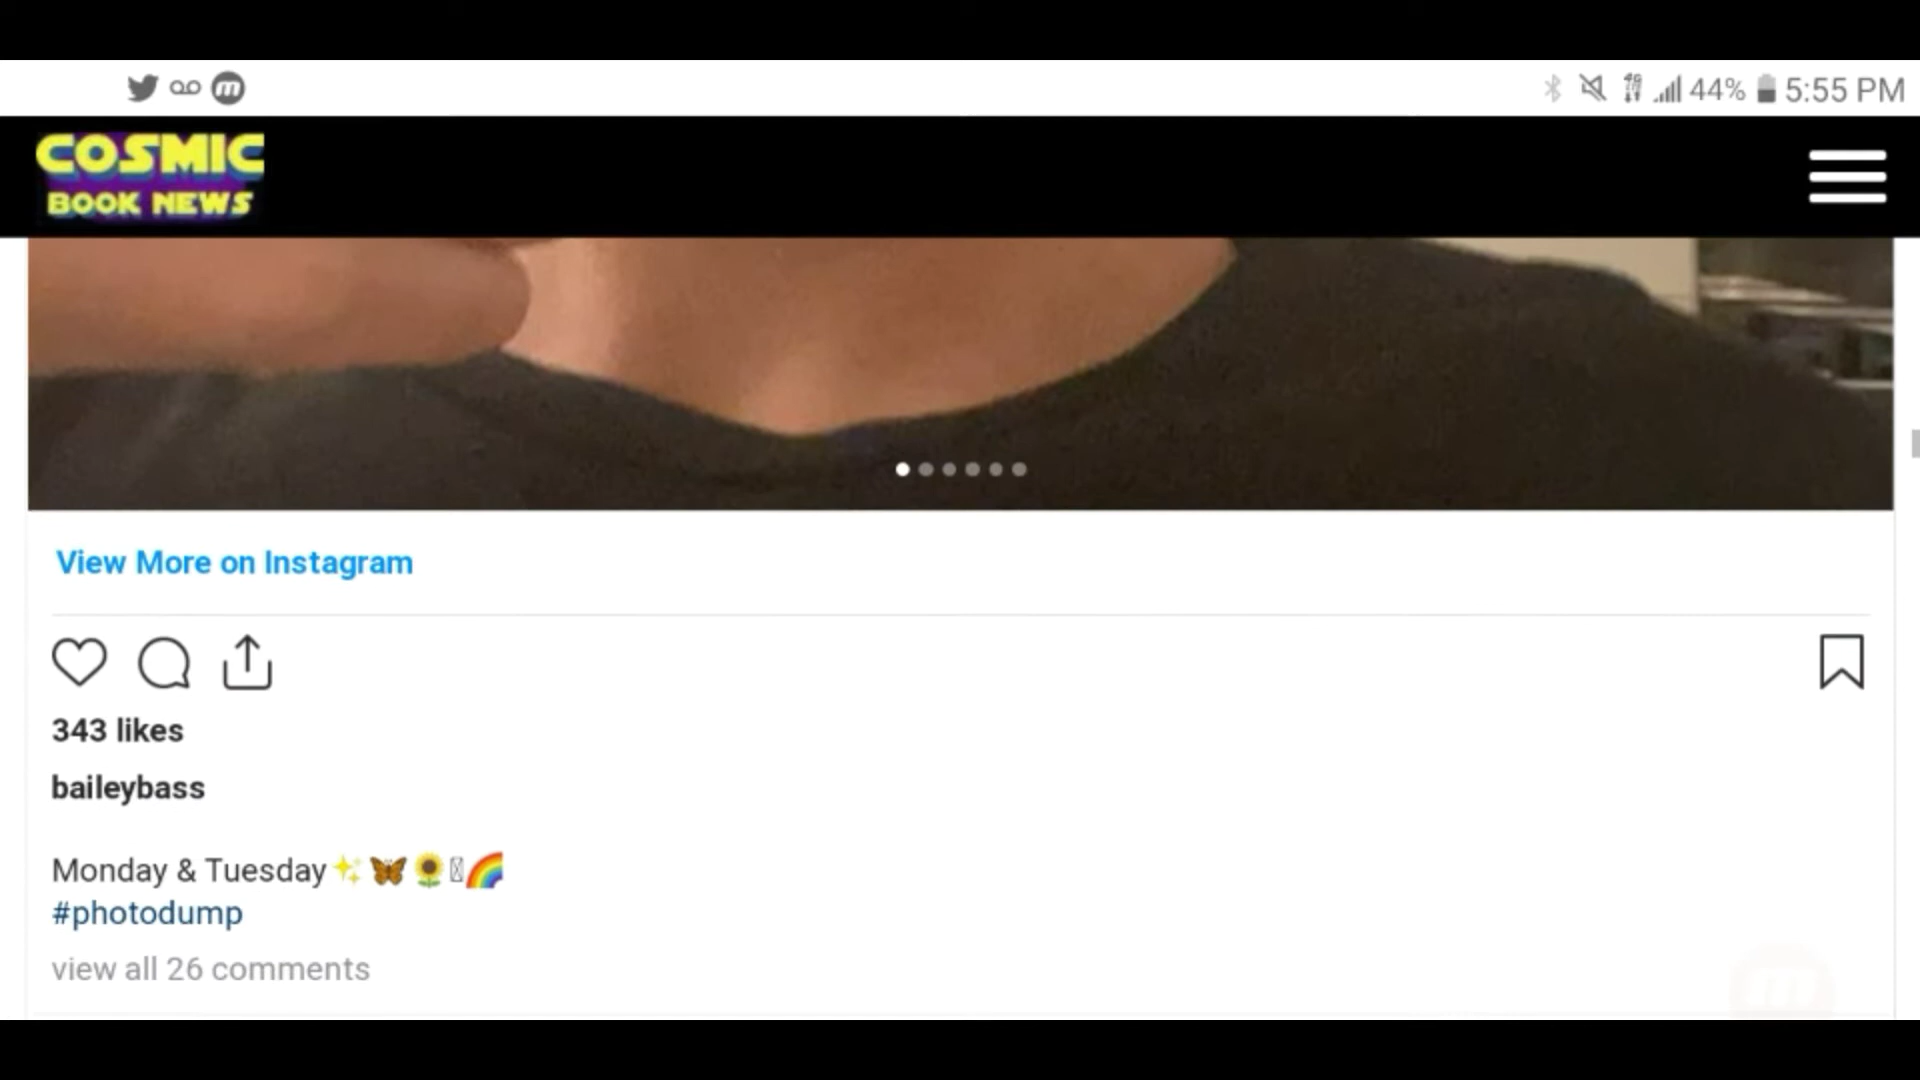 44% 5:55 PM
COSMIC
BOOK NEWS
View More on Instagram
343 likes
baileybass
Monday & Tuesday✨🦋🌻🌈
#photodump
view all 26 comments